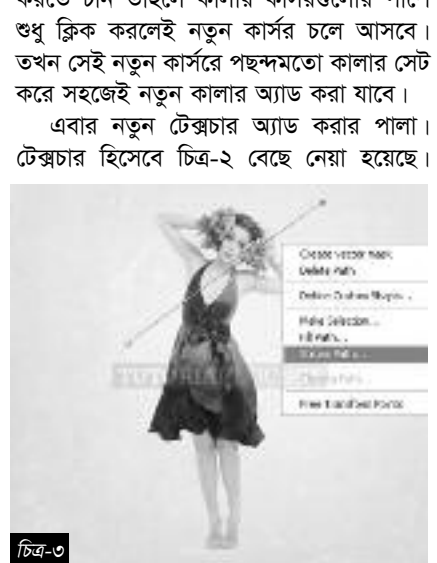 করতে চান তাহলে কালার কার্সরগুলোর পাশে
শুধু ক্লিক করলেই নতুন কার্সর চলে আসবে।
তখন সেই নতুন কার্সরে পছন্দমতো কালার সেট
করে সহজেই নতুন কালার অ্যাড করা যাবে।
এবার নতুন টেক্সচার অ্যাড করার পালা।
টেক্সচার হিসেবে চিত্র-২ বেছে নেয়া হয়েছে।
Create Vector Mask
Delete Path
Define Custom Shape...
Make Selection...
Fill Path...
Stroke Path...
Free Transform Points
চিত্র-৩